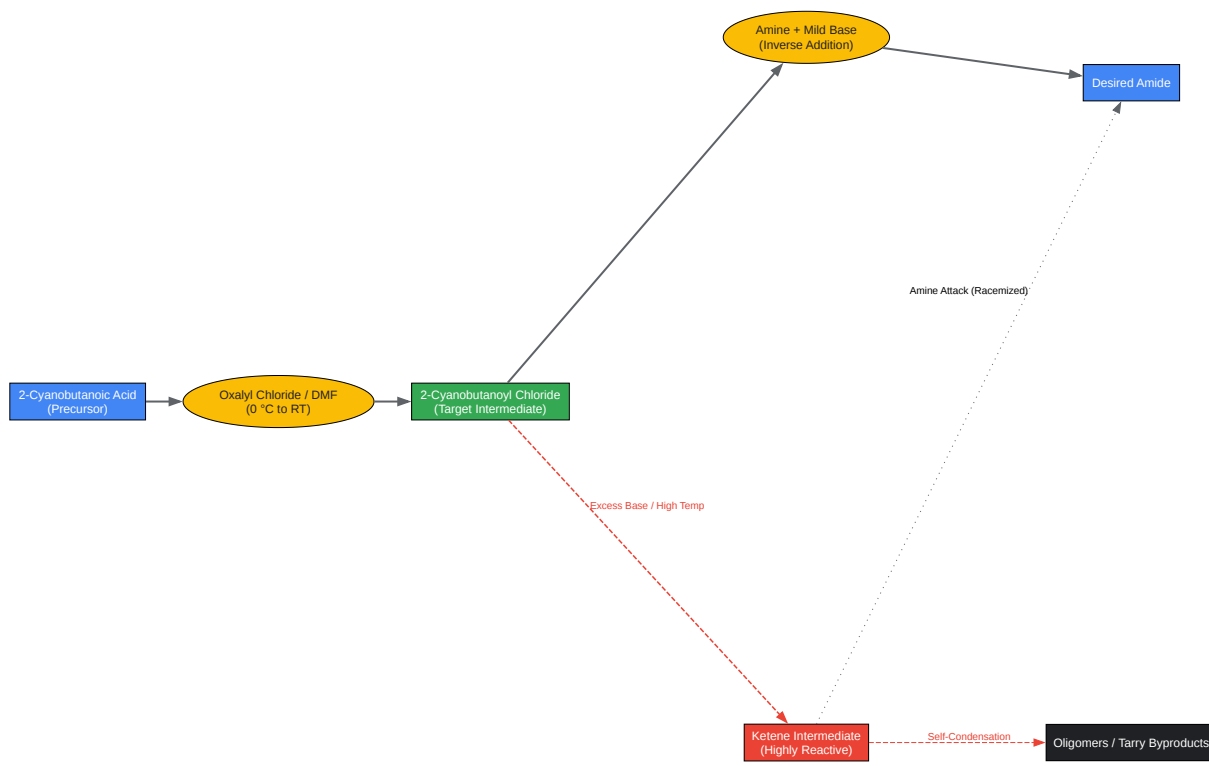 Amine + Mild Base
(Inverse Addition)
Desired Amide
Amine Attack (Racemized)
2-Cyanobutanoic Acid
(Precursor)
Oxalyl Chloride / DMF
(0 °C to RT)
2-Cyanobutanoyl Chloride
(Target Intermediate)
Excess Base / High Temp
Ketene Intermediate
(Highly Reactive)
Self-Condensation
Oligomers / Tarry Byproducts